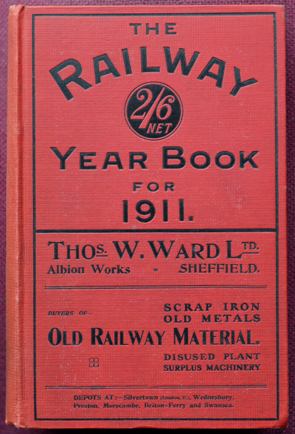 THE
RAILWAY
2/6
NET
YEAR BOOK
FOR
1911.
THOS. W. WARD LTD.
Albion Works - SHEFFIELD.
BUYERS OF—
SCRAP IRON
OLD METALS
OLD RAILWAY MATERIAL.
DISUSED PLANT
SURPLUS MACHINERY
DEPOTS AT:—Silvertown (London, E.), Wednesbury,
Preston, Morecambe, Briton-Ferry and Swansea.